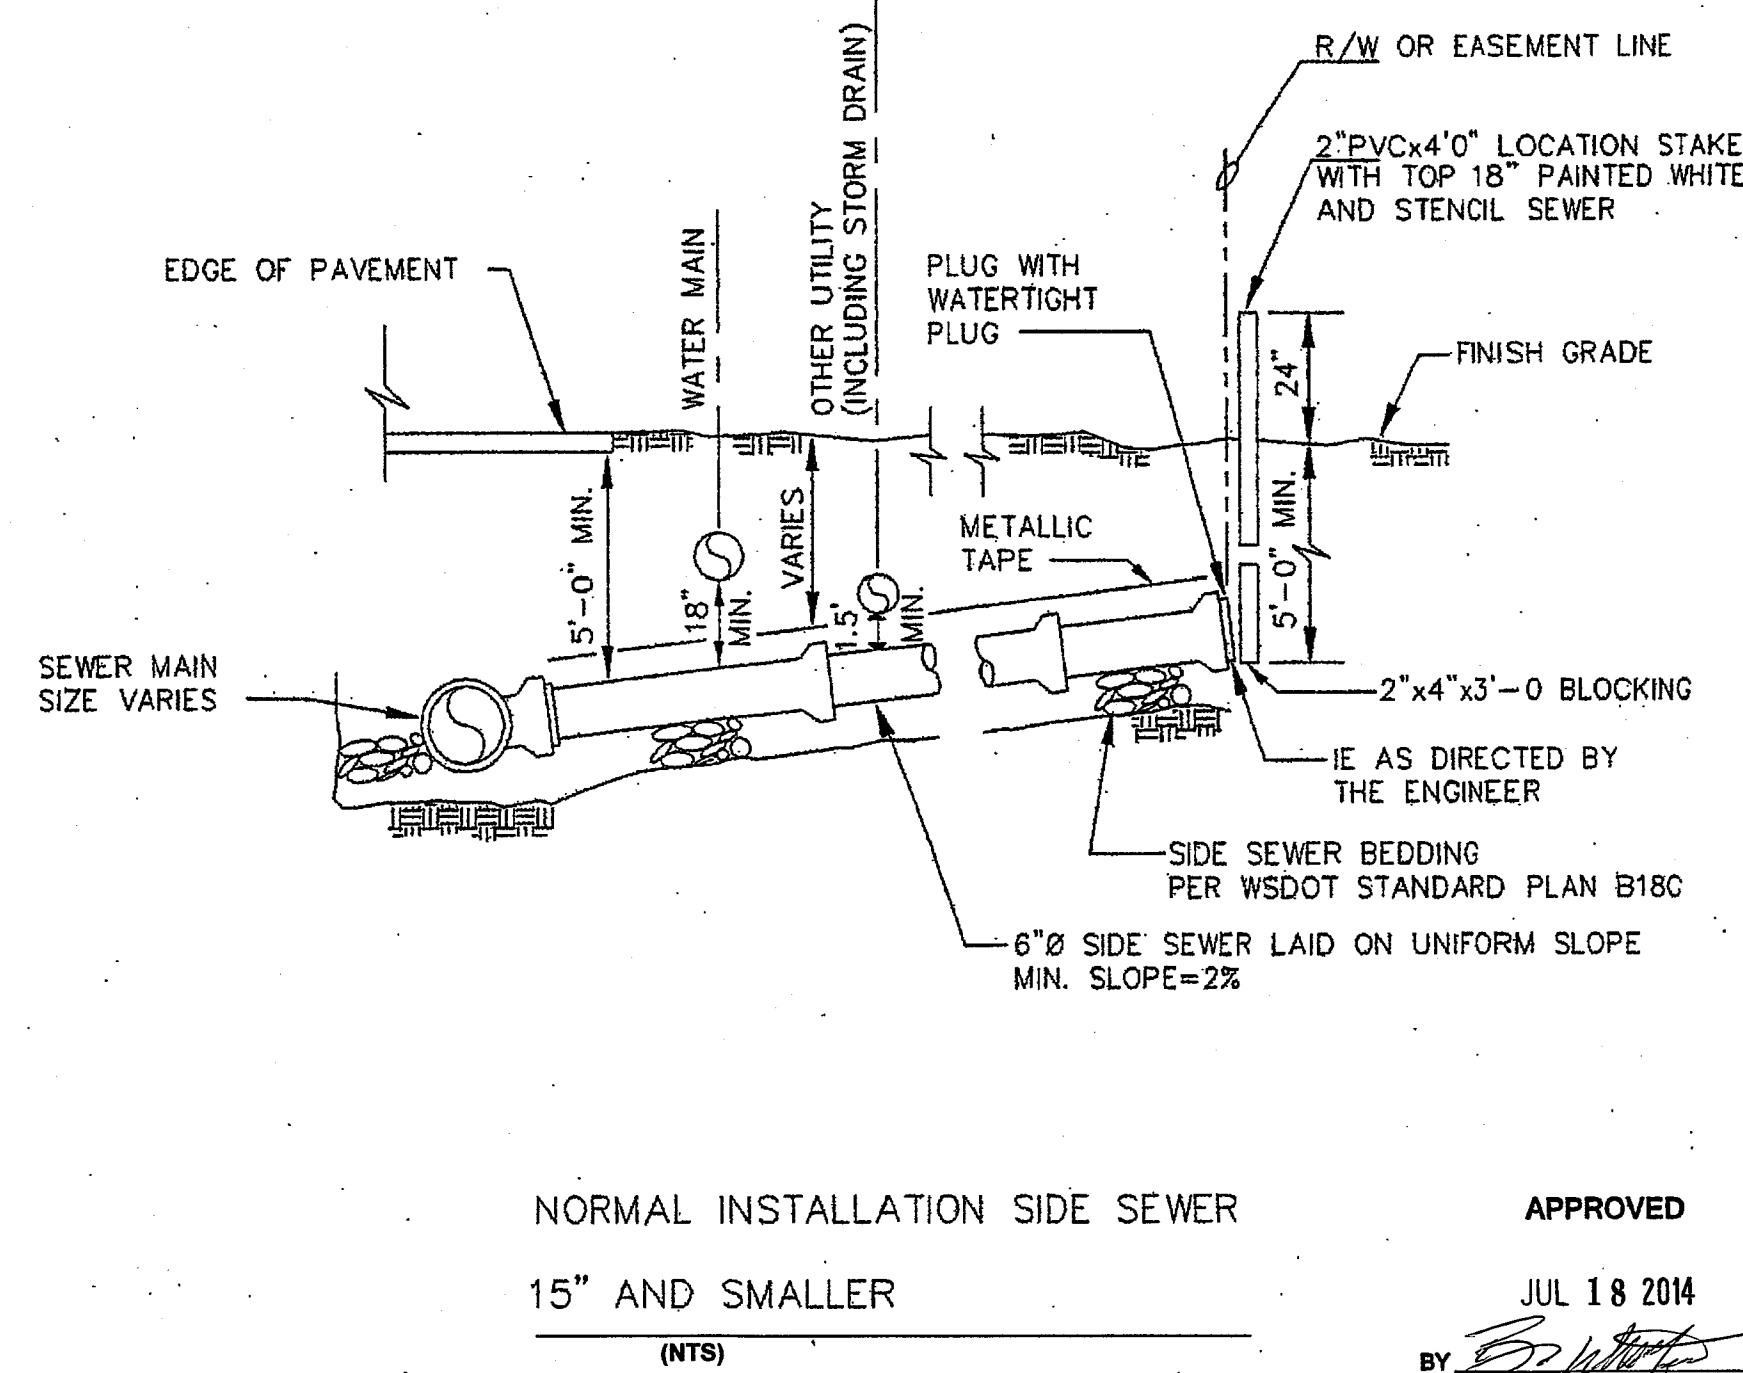 R/W OR EASEMENT LINE
2"PVCx4'0" LOCATION STAKE
WITH TOP 18" PAINTED WHITE
AND STENCIL SEWER
EDGE OF PAVEMENT
WATER MAIN
OTHER UTILITY
(INCLUDING STORM DRAIN)
PLUG WITH
WATERTIGHT
PLUG
24"
FINISH GRADE
5'-0" MIN.
18"
MIN.
VARIES
1.5'
MIN.
METALLIC
TAPE
5'-0" MIN.
SEWER MAIN
SIZE VARIES
2"x4"x3'-0 BLOCKING
IE AS DIRECTED BY
THE ENGINEER
SIDE SEWER BEDDING
PER WSDOT STANDARD PLAN B18C
6"Ø SIDE SEWER LAID ON UNIFORM SLOPE
MIN. SLOPE=2%
NORMAL INSTALLATION SIDE SEWER
15" AND SMALLER
(NTS)
APPROVED
JUL 18 2014
BY